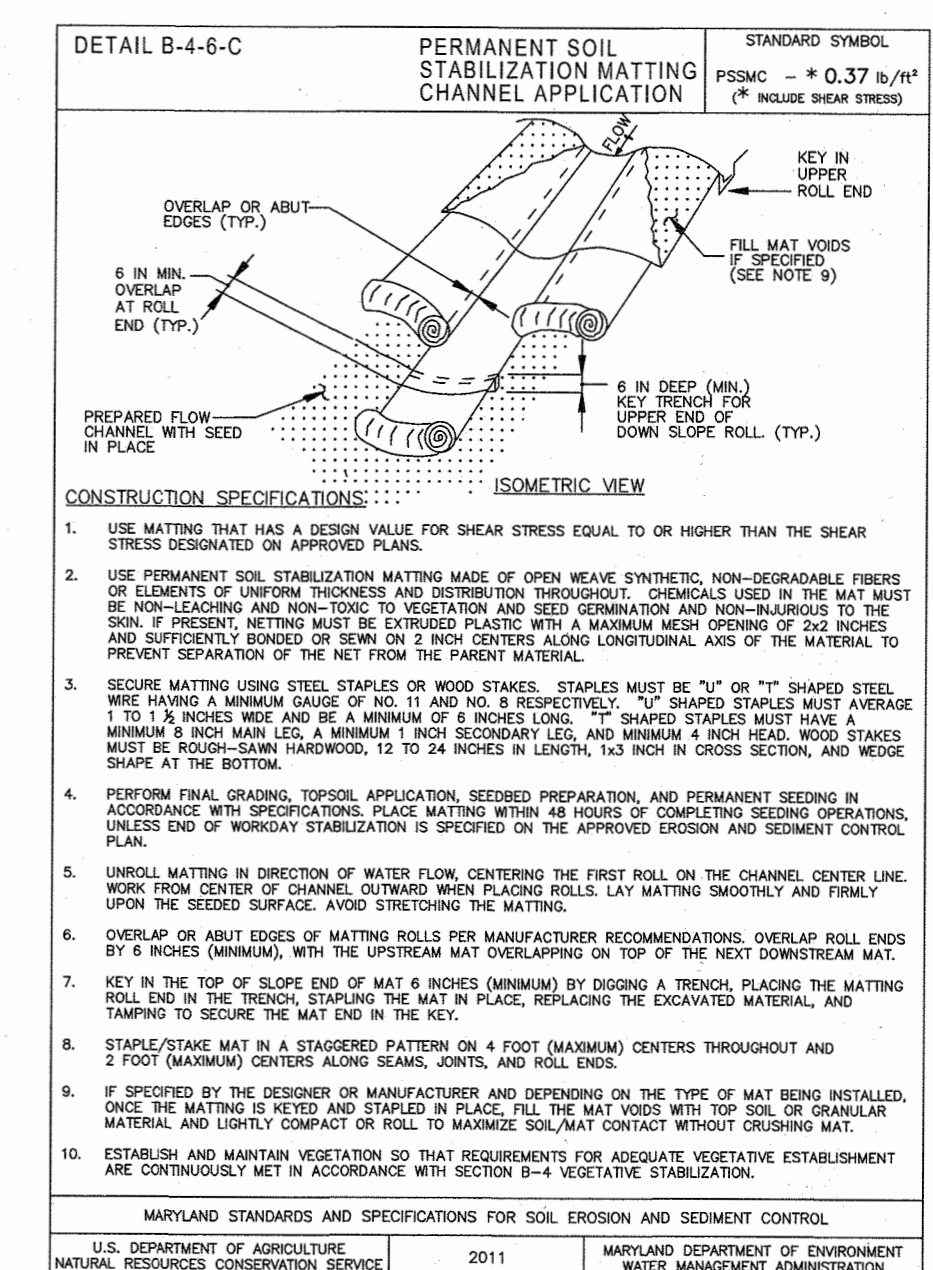 DETAIL B-4-6-C
PERMANENT SOIL
STABILIZATION MATTING
CHANNEL APPLICATION
STANDARD SYMBOL
PSSMC - * 0.37 lb/ft²
(* INCLUDE SHEAR STRESS)
FLOW
KEY IN
UPPER
ROLL END
OVERLAP OR ABUT
EDGES (TYP.)
FILL MAT VOIDS
IF SPECIFIED
(SEE NOTE 9)
6 IN MIN.
OVERLAP
AT ROLL
END (TYP.)
6 IN DEEP (MIN.)
KEY TRENCH FOR
UPPER END OF
DOWN SLOPE ROLL. (TYP.)
PREPARED FLOW
CHANNEL WITH SEED
IN PLACE
ISOMETRIC VIEW
CONSTRUCTION SPECIFICATIONS:
1. USE MATTING THAT HAS A DESIGN VALUE FOR SHEAR STRESS EQUAL TO OR HIGHER THAN THE SHEAR
STRESS DESIGNATED ON APPROVED PLANS.
2. USE PERMANENT SOIL STABILIZATION MATTING MADE OF OPEN WEAVE SYNTHETIC, NON-DEGRADABLE FIBERS
OR ELEMENTS OF UNIFORM THICKNESS AND DISTRIBUTION THROUGHOUT. CHEMICALS USED IN THE MAT MUST
BE NON-LEACHING AND NON-TOXIC TO VEGETATION AND SEED GERMINATION AND NON-INJURIOUS TO THE
SKIN. IF PRESENT, NETTING MUST BE EXTRUDED PLASTIC WITH A MAXIMUM MESH OPENING OF 2x2 INCHES
AND SUFFICIENTLY BONDED OR SEWN ON 2 INCH CENTERS ALONG LONGITUDINAL AXIS OF THE MATERIAL TO
PREVENT SEPARATION OF THE NET FROM THE PARENT MATERIAL.
3. SECURE MATTING USING STEEL STAPLES OR WOOD STAKES. STAPLES MUST BE "U" OR "T" SHAPED STEEL
WIRE HAVING A MINIMUM GAUGE OF NO. 11 AND NO. 8 RESPECTIVELY. "U" SHAPED STAPLES MUST AVERAGE
1 TO 1 ½ INCHES WIDE AND BE A MINIMUM OF 6 INCHES LONG. "T" SHAPED STAPLES MUST HAVE A
MINIMUM 8 INCH MAIN LEG, A MINIMUM 1 INCH SECONDARY LEG, AND MINIMUM 4 INCH HEAD. WOOD STAKES
MUST BE ROUGH-SAWN HARDWOOD, 12 TO 24 INCHES IN LENGTH, 1x3 INCH IN CROSS SECTION, AND WEDGE
SHAPE AT THE BOTTOM.
4. PERFORM FINAL GRADING, TOPSOIL APPLICATION, SEEDBED PREPARATION, AND PERMANENT SEEDING IN
ACCORDANCE WITH SPECIFICATIONS. PLACE MATTING WITHIN 48 HOURS OF COMPLETING SEEDING OPERATIONS,
UNLESS END OF WORKDAY STABILIZATION IS SPECIFIED ON THE APPROVED EROSION AND SEDIMENT CONTROL
PLAN.
5. UNROLL MATTING IN DIRECTION OF WATER FLOW, CENTERING THE FIRST ROLL ON THE CHANNEL CENTER LINE.
WORK FROM CENTER OF CHANNEL OUTWARD WHEN PLACING ROLLS. LAY MATTING SMOOTHLY AND FIRMLY
UPON THE SEEDED SURFACE. AVOID STRETCHING THE MATTING.
6. OVERLAP OR ABUT EDGES OF MATTING ROLLS PER MANUFACTURER RECOMMENDATIONS. OVERLAP ROLL ENDS
BY 6 INCHES (MINIMUM), WITH THE UPSTREAM MAT OVERLAPPING ON TOP OF THE NEXT DOWNSTREAM MAT.
7. KEY IN THE TOP OF SLOPE END OF MAT 6 INCHES (MINIMUM) BY DIGGING A TRENCH, PLACING THE MATTING
ROLL END IN THE TRENCH, STAPLING THE MAT IN PLACE, REPLACING THE EXCAVATED MATERIAL, AND
TAMPING TO SECURE THE MAT END IN THE KEY.
8. STAPLE/STAKE MAT IN A STAGGERED PATTERN ON 4 FOOT (MAXIMUM) CENTERS THROUGHOUT AND
2 FOOT (MAXIMUM) CENTERS ALONG SEAMS, JOINTS, AND ROLL ENDS.
9. IF SPECIFIED BY THE DESIGNER OR MANUFACTURER AND DEPENDING ON THE TYPE OF MAT BEING INSTALLED,
ONCE THE MATTING IS KEYED AND STAPLED IN PLACE, FILL THE MAT VOIDS WITH TOP SOIL OR GRANULAR
MATERIAL AND LIGHTLY COMPACT OR ROLL TO MAXIMIZE SOIL/MAT CONTACT WITHOUT CRUSHING MAT.
10. ESTABLISH AND MAINTAIN VEGETATION SO THAT REQUIREMENTS FOR ADEQUATE VEGETATIVE ESTABLISHMENT
ARE CONTINUOUSLY MET IN ACCORDANCE WITH SECTION B-4 VEGETATIVE STABILIZATION.
MARYLAND STANDARDS AND SPECIFICATIONS FOR SOIL EROSION AND SEDIMENT CONTROL
U.S. DEPARTMENT OF AGRICULTURE
NATURAL RESOURCES CONSERVATION SERVICE
2011
MARYLAND DEPARTMENT OF ENVIRONMENT
WATER MANAGEMENT ADMINISTRATION